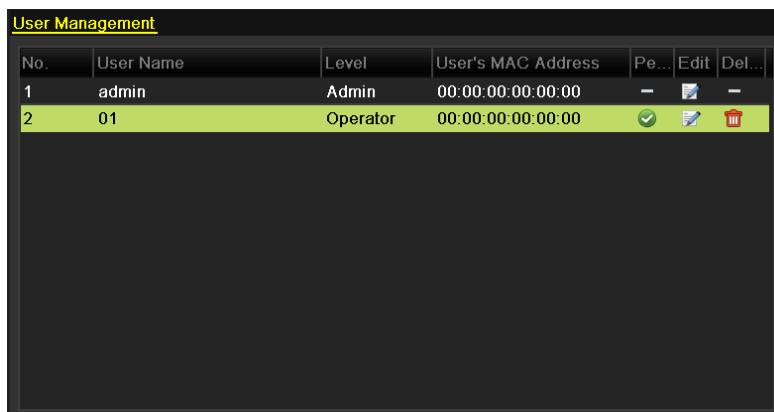 User Management
No. User Name Level User's MAC Address Pe... Edit Del...
1 admin Admin 00:00:00:00:00:00 –
2 01 Operator 00:00:00:00:00:00